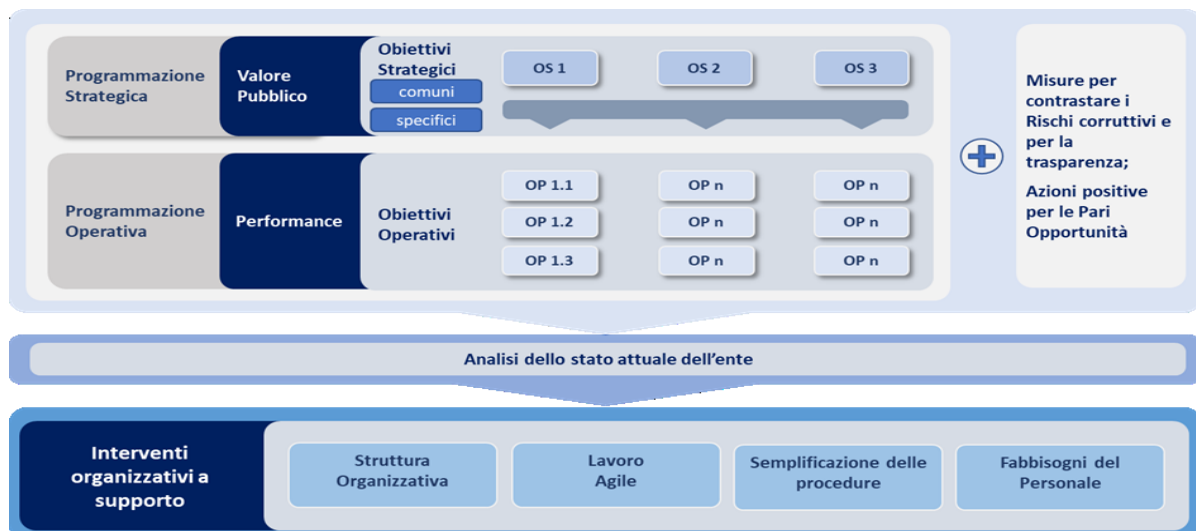 Programmazione
Strategica
Valore
Pubblico
Obiettivi
Strategici
comuni
specifici
OS 1
OS 2
OS 3
Programmazione
Operativa
Performance
Obiettivi
Operativi
OP 1.1
OP n
OP n
OP 1.2
OP n
OP n
OP 1.3
OP n
OP n
Misure per
contrastare i
Rischi corruttivi e
per la
trasparenza;
Azioni positive
per le Pari
Opportunità
Analisi dello stato attuale dell’ente
Interventi
organizzativi a
supporto
Struttura
Organizzativa
Lavoro
Agile
Semplificazione delle
procedure
Fabbisogni del
Personale